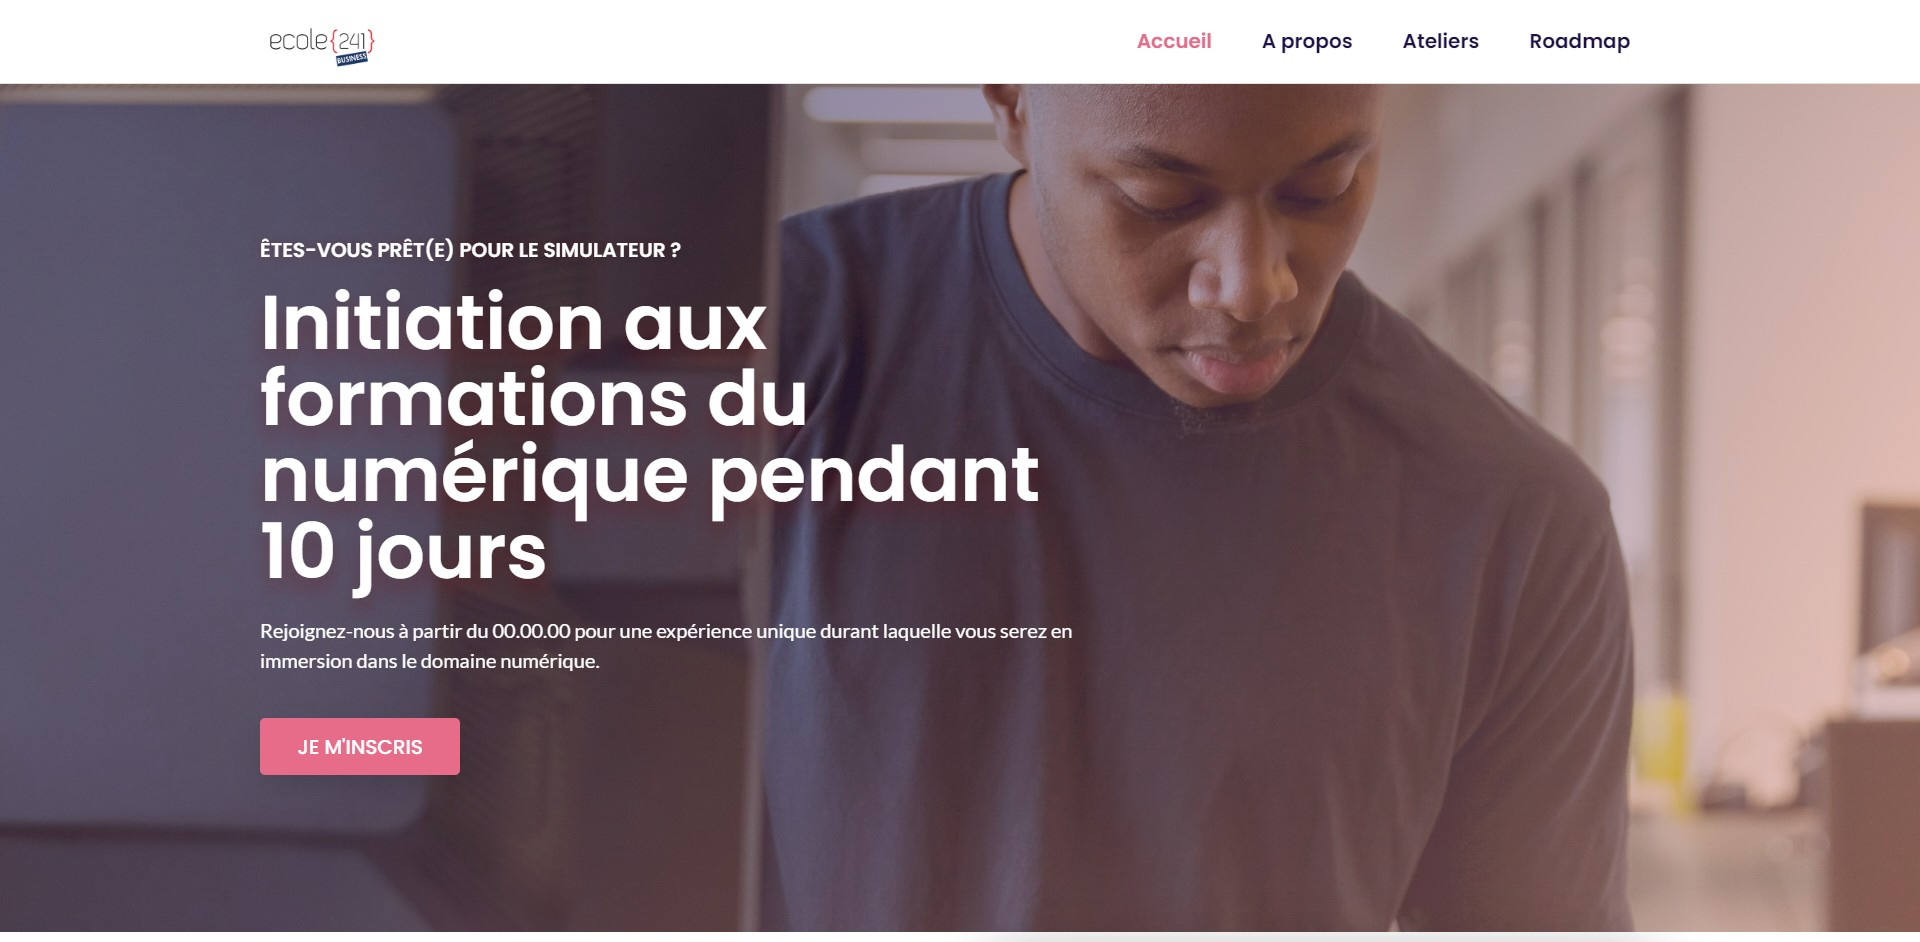 ecole{241}
BUSINESS
Accueil
A propos
Ateliers
Roadmap
ÊTES-VOUS PRÊT(E) POUR LE SIMULATEUR ?
Initiation aux
formations du
numérique pendant
10 jours
Rejoignez-nous à partir du 00.00.00 pour une expérience unique durant laquelle vous serez en
immersion dans le domaine numérique.
JE M'INSCRIS